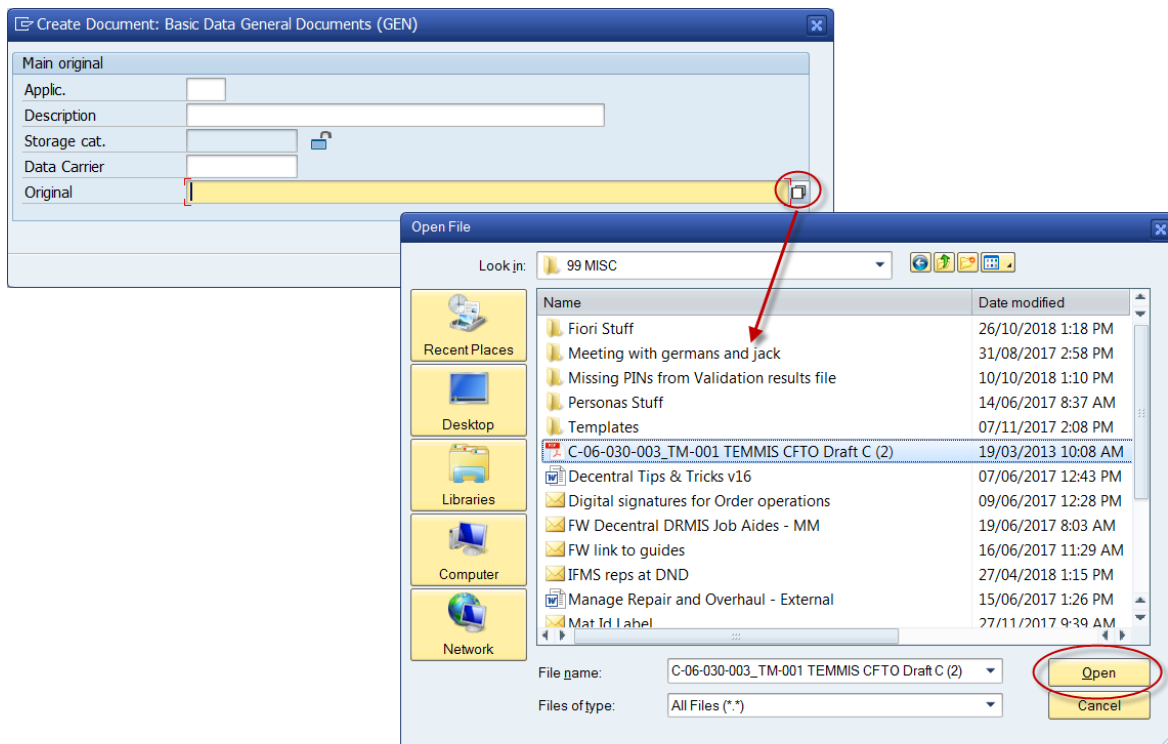 Create Document: Basic Data General Documents (GEN)
Main original
Applic.
Description
Storage cat.
Data Carrier
Original
Open File
Look in: 99 MISC
Name Date modified
Fiori Stuff 26/10/2018 1:18 PM
Meeting with germans and jack 31/08/2017 2:58 PM
Missing PINs from Validation results file 10/10/2018 1:10 PM
Personas Stuff 14/06/2017 8:37 AM
Templates 07/11/2017 2:08 PM
C-06-030-003_TM-001 TEMMIS CFTO Draft C (2) 19/03/2013 10:08 AM
Decentral Tips & Tricks v16 07/06/2017 12:43 PM
Digital signatures for Order operations 09/06/2017 12:28 PM
FW Decentral DRMIS Job Aides - MM 19/06/2017 8:03 AM
FW link to guides 16/06/2017 11:29 AM
IFMS reps at DND 27/04/2018 1:15 PM
Manage Repair and Overhaul - External 15/06/2017 1:26 PM
Mat Id Label 27/11/2017 9:39 AM
Recent Places
Desktop
Libraries
Computer
Network
File name: C-06-030-003_TM-001 TEMMIS CFTO Draft C (2) Open
Files of type: All Files (*.*) Cancel